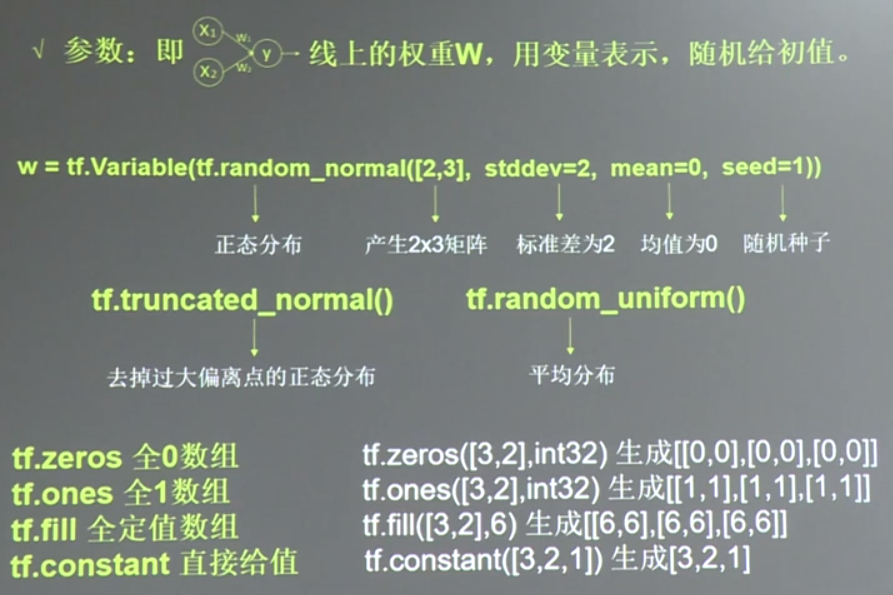 √ 参数：即 X₁ W₁ X₂ W₂ y 线上的权重W，用变量表示，随机给初值。
w = tf.Variable(tf.random_normal([2,3], stddev=2, mean=0, seed=1))
正态分布 产生2x3矩阵 标准差为2 均值为0 随机种子
tf.truncated_normal() tf.random_uniform()
去掉过大偏离点的正态分布 平均分布
tf.zeros 全0数组 tf.zeros([3,2],int32) 生成[[0,0],[0,0],[0,0]]
tf.ones 全1数组 tf.ones([3,2],int32) 生成[[1,1],[1,1],[1,1]]
tf.fill 全定值数组 tf.fill([3,2],6) 生成[[6,6],[6,6],[6,6]]
tf.constant 直接给值 tf.constant([3,2,1]) 生成[3,2,1]